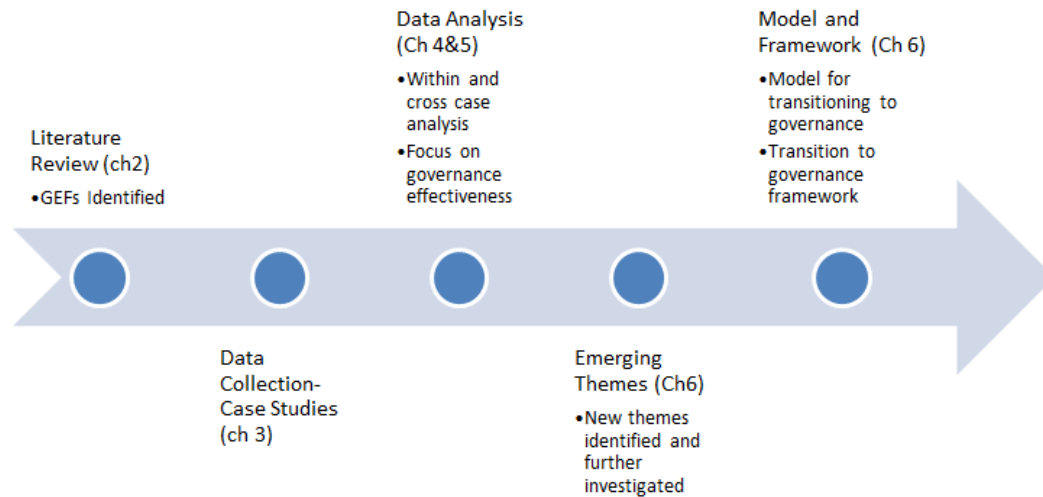 Literature
Review (ch2)
•GEFs Identified
Data
Collection-
Case Studies
(ch 3)
Data Analysis
(Ch 4&5)
•Within and
cross case
analysis
•Focus on
governance
effectiveness
Emerging
Themes (Ch6)
•New themes
identified and
further
investigated
Model and
Framework (Ch 6)
•Model for
transitioning to
governance
•Transition to
governance
framework